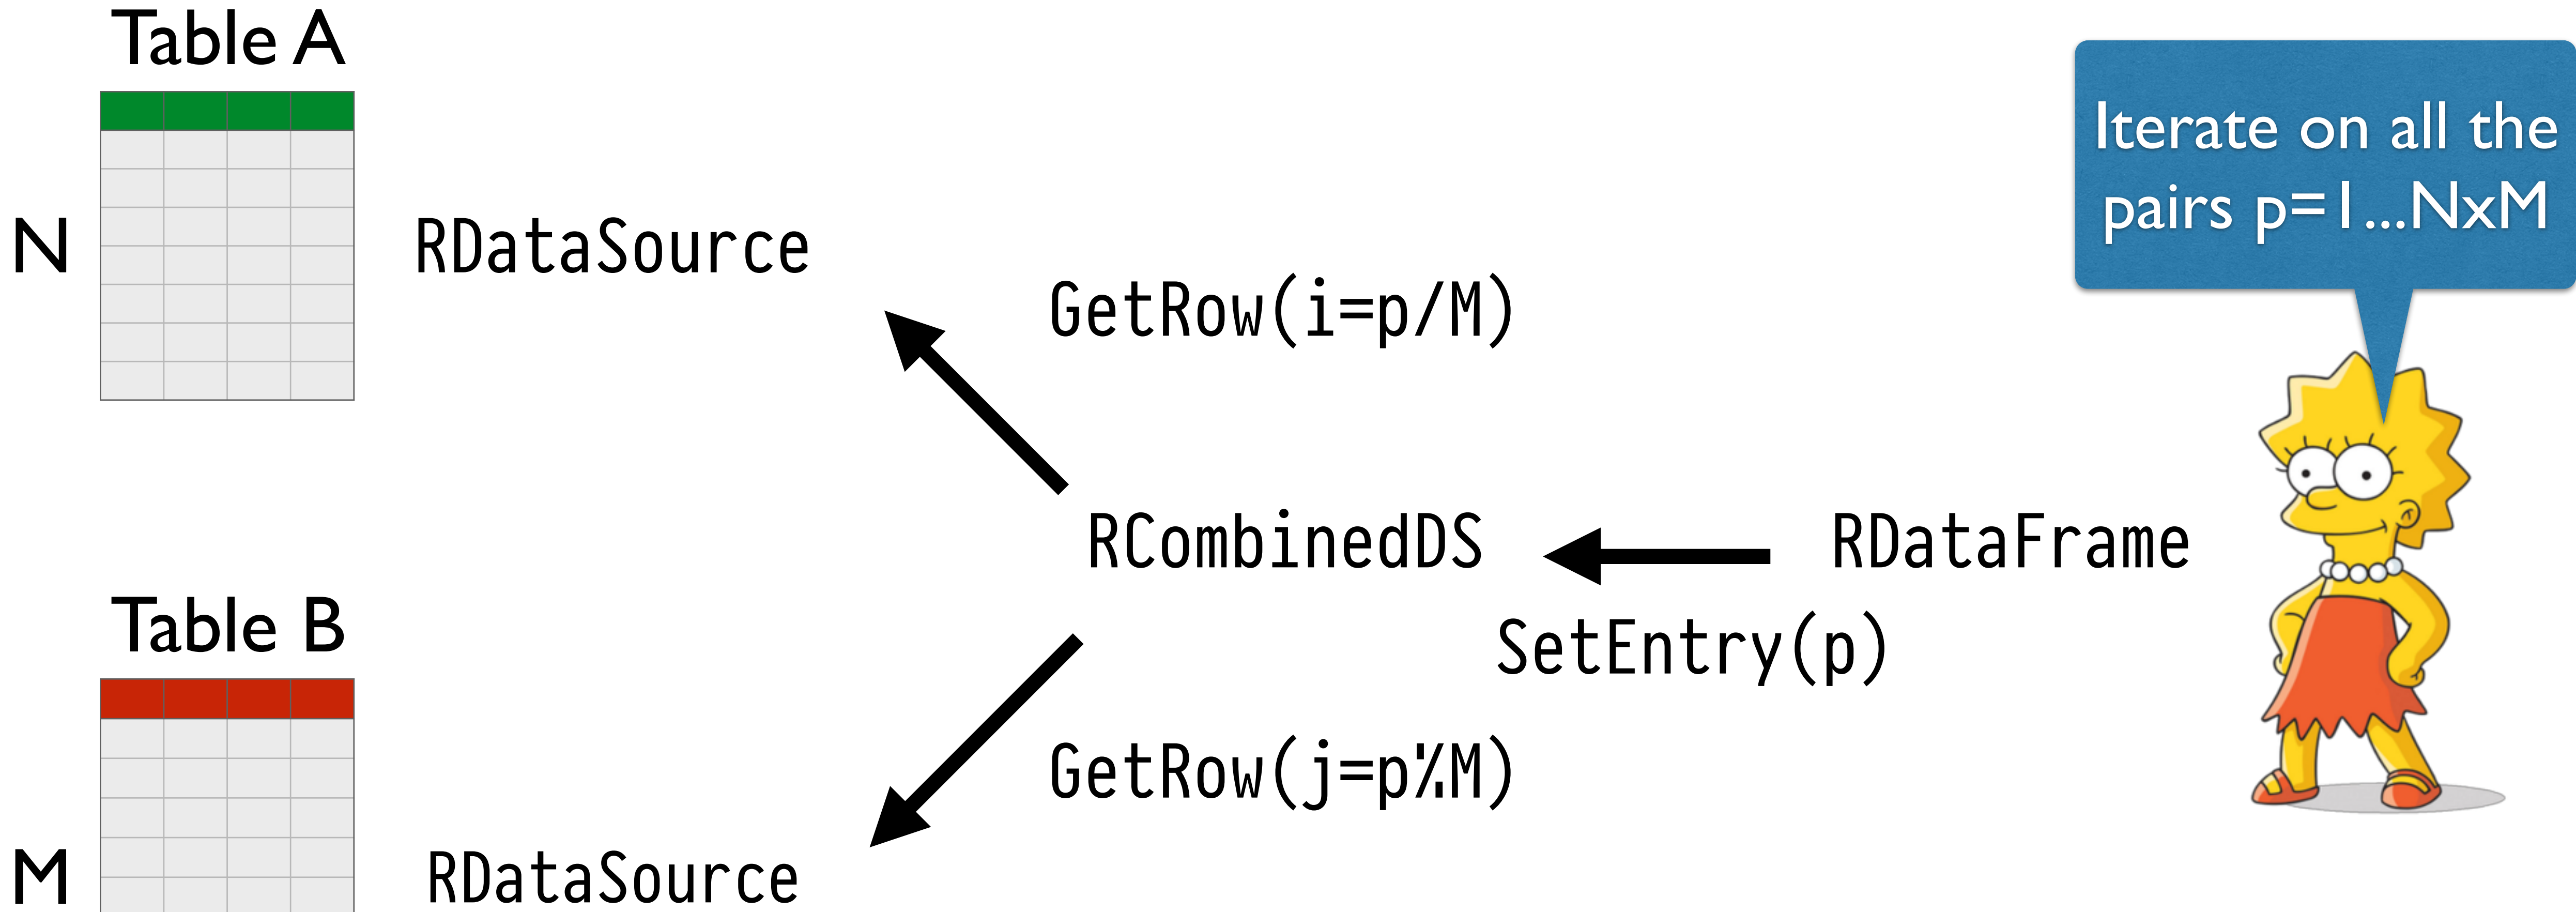 Table A
N
RDataSource
GetRow(i=p/M)
Iterate on all the
pairs p=1...NxM
RCombinedDS
RDataFrame
SetEntry(p)
Table B
GetRow(j=p%M)
M
RDataSource